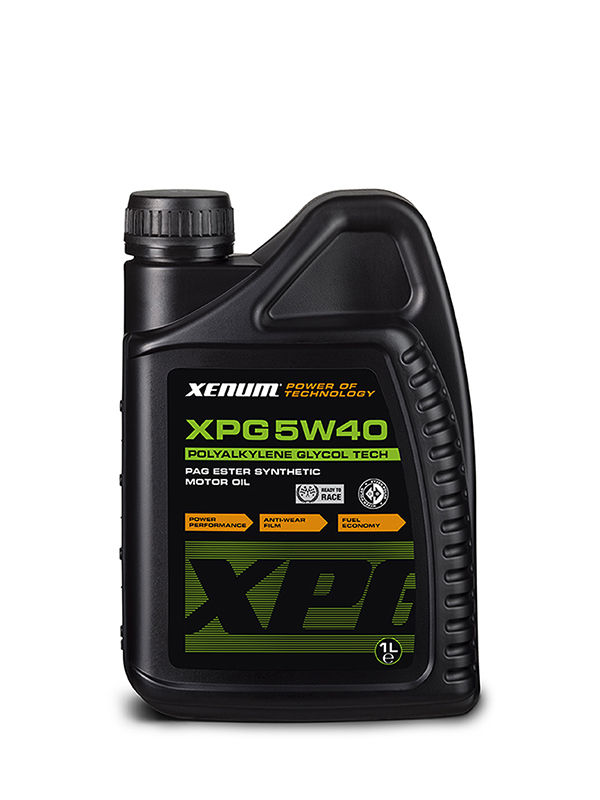 XENUM® POWER OF
TECHNOLOGY
XPG 5W40
POLYALKYLENE GLYCOL TECH
PAG ESTER SYNTHETIC
MOTOR OIL
READY TO
RACE
POWER
PERFORMANCE
ANTI-WEAR
FILM
FUEL
ECONOMY
XPG
1L
e